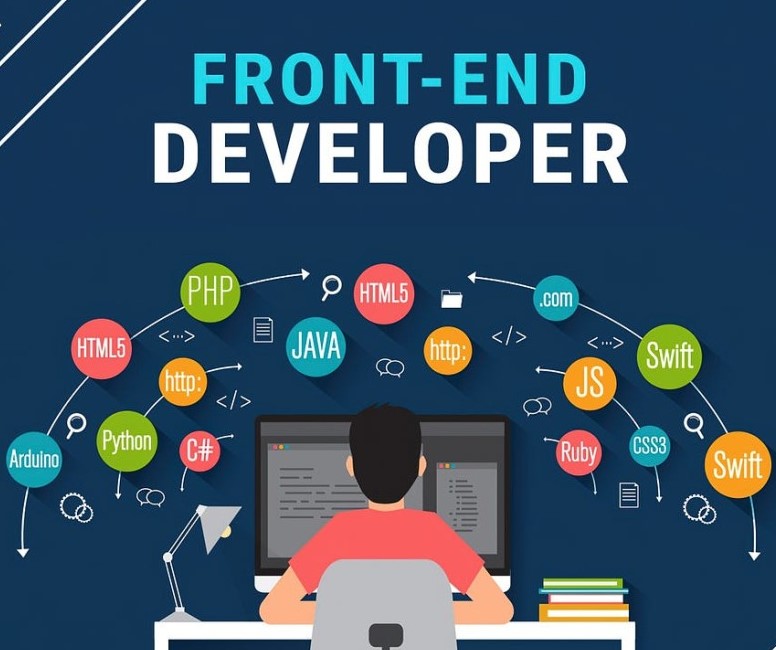 FRONT-END
DEVELOPER
PHP
HTML5
.com
HTML5
JAVA
http:
Swift
http:
JS
Arduino
Python
C#
Ruby
CSS3
Swift